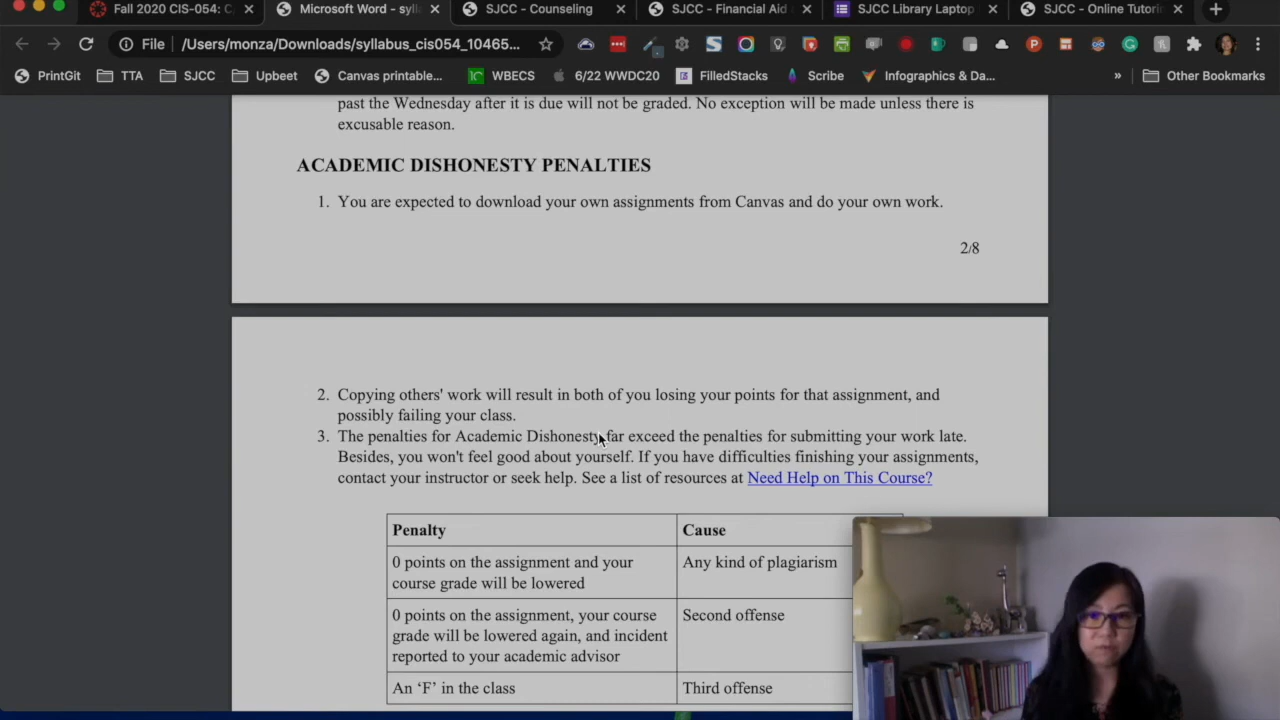 Fall 2020 CIS-054: C
Microsoft Word - syll
SJCC - Counseling
SJCC - Financial Aid
SJCC Library Laptop
SJCC - Online Tutorin
File
/Users/monza/Downloads/syllabus_cis054_10465...
PrintGit
TTA
SJCC
Upbeet
Canvas printable...
WBECS
6/22 WWDC20
FilledStacks
Scribe
Infographics & Da...
»
Other Bookmarks
past the Wednesday after it is due will not be graded. No exception will be made unless there is
excusable reason.
ACADEMIC DISHONESTY PENALTIES
1. You are expected to download your own assignments from Canvas and do your own work.
2/8
2. Copying others' work will result in both of you losing your points for that assignment, and
possibly failing your class.
3. The penalties for Academic Dishonesty far exceed the penalties for submitting your work late.
Besides, you won't feel good about yourself. If you have difficulties finishing your assignments,
contact your instructor or seek help. See a list of resources at Need Help on This Course?
Penalty
Cause
0 points on the assignment and your
course grade will be lowered
Any kind of plagiarism
0 points on the assignment, your course
grade will be lowered again, and incident
reported to your academic advisor
Second offense
An ‘F’ in the class
Third offense